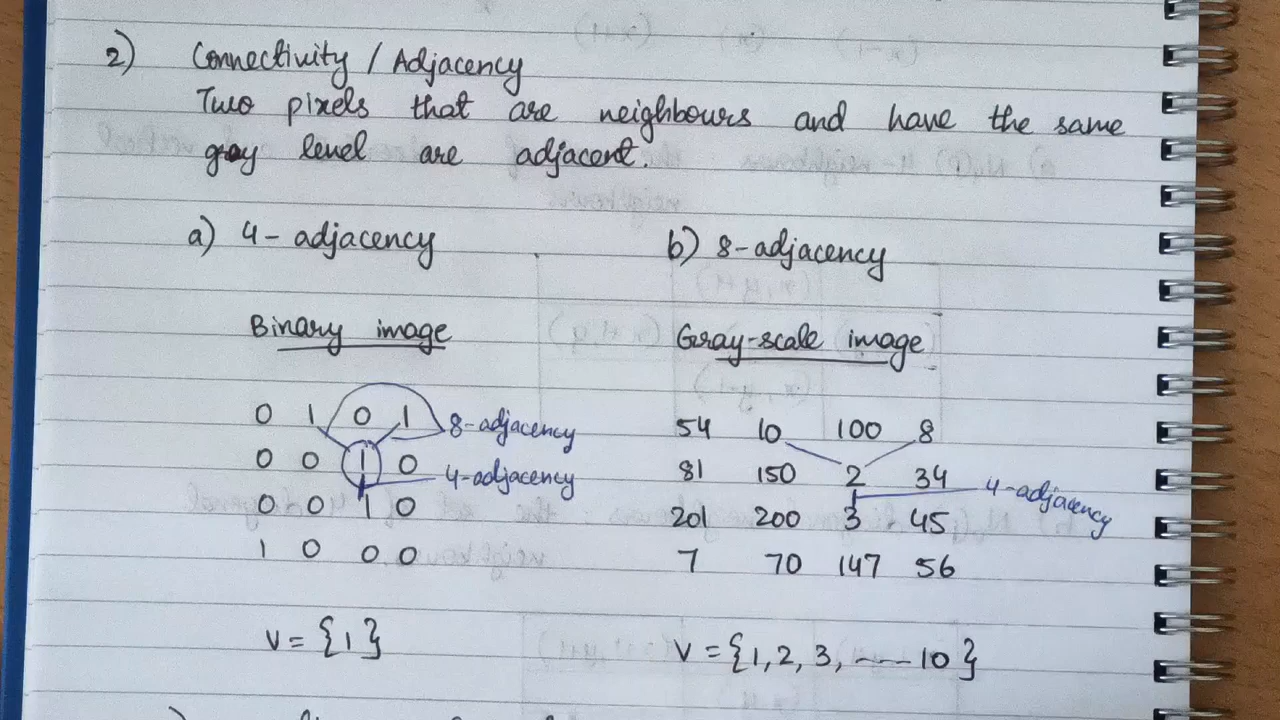 2) Connectivity / Adjacency
Two pixels that are neighbours and have the same
gray level are adjacent.
a) 4-adjacency b) 8-adjacency
Binary image Gray-scale image
0 1 0 1 8-adjacency 54 10 100 8
0 0 1 0 4-adjacency 81 150 2 34 4-adjacency
0 0 1 0 201 200 3 45
1 0 0 0 7 70 147 56
V = {1} V = {1, 2, 3, ---- 10}